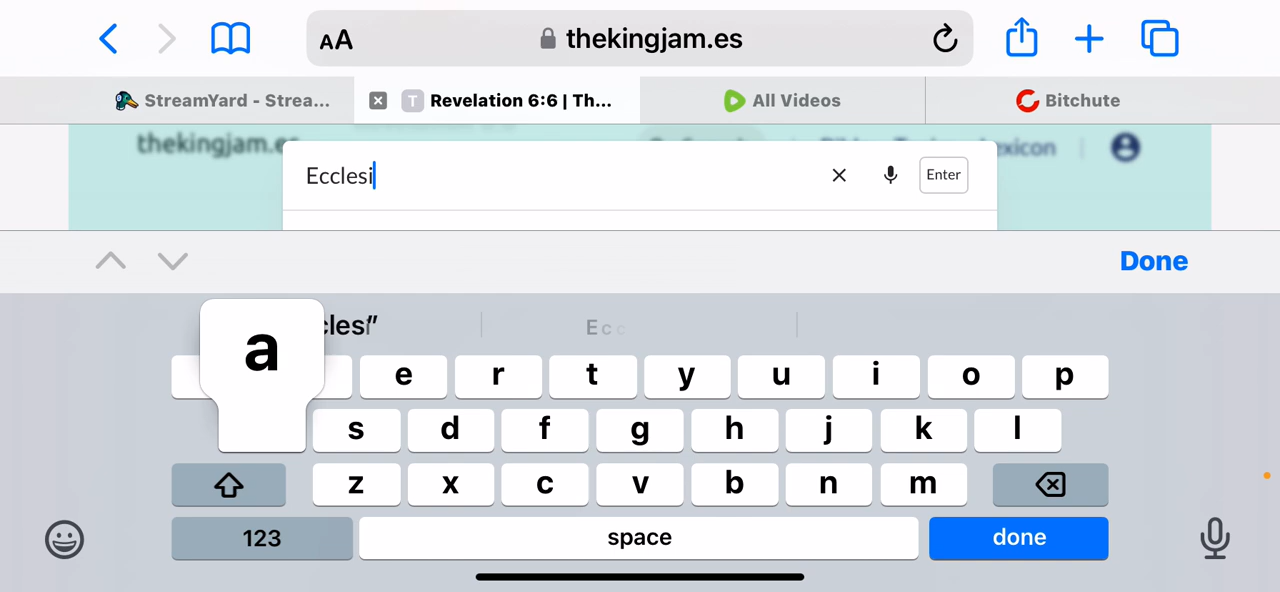 AA thekingjam.es
StreamYard - Strea... T Revelation 6:6 | Th... All Videos Bitchute
thekingjam.es
Ecclesi Enter
Done
a
e r t y u i o p
s d f g h j k l
z x c v b n m
123 space done